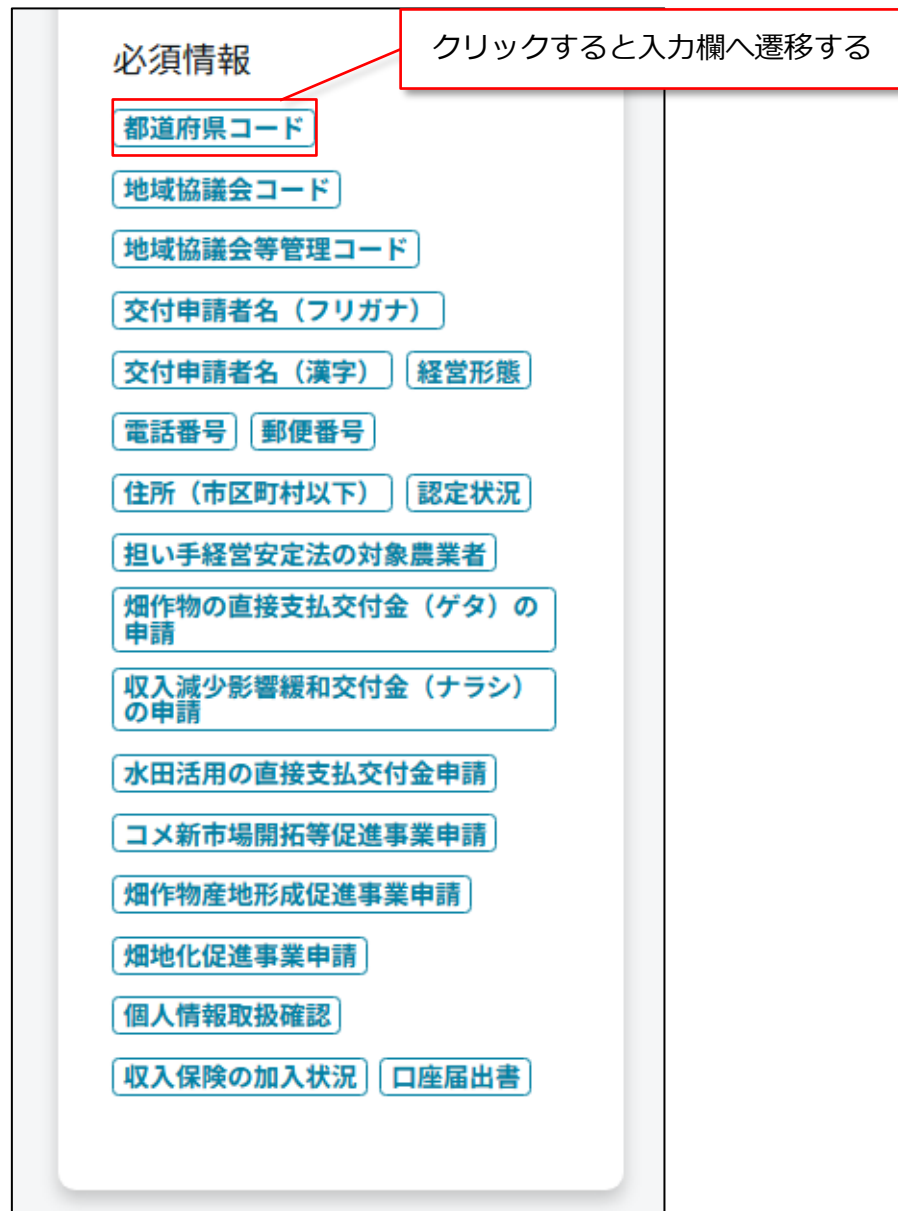 必須情報
クリックすると入力欄へ遷移する
都道府県コード
地域協議会コード
地域協議会等管理コード
交付申請者名（フリガナ）
交付申請者名（漢字） 経営形態
電話番号 郵便番号
住所（市区町村以下） 認定状況
担い手経営安定法の対象農業者
畑作物の直接支払交付金（ゲタ）の
申請
収入減少影響緩和交付金（ナラシ）
の申請
水田活用の直接支払交付金申請
コメ新市場開拓等促進事業申請
畑作物産地形成促進事業申請
畑地化促進事業申請
個人情報取扱確認
収入保険の加入状況 口座届出書